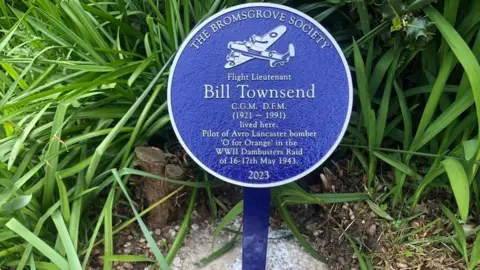 THE BROMSGROVE SOCIETY
Flight Lieutenant
Bill Townsend
C.G.M. D.F.M.
(1921 ~ 1991)
lived here.
Pilot of Avro Lancaster bomber
'O for Orange' in the
WWII Dambusters Raid
of 16-17th May 1943.
2023